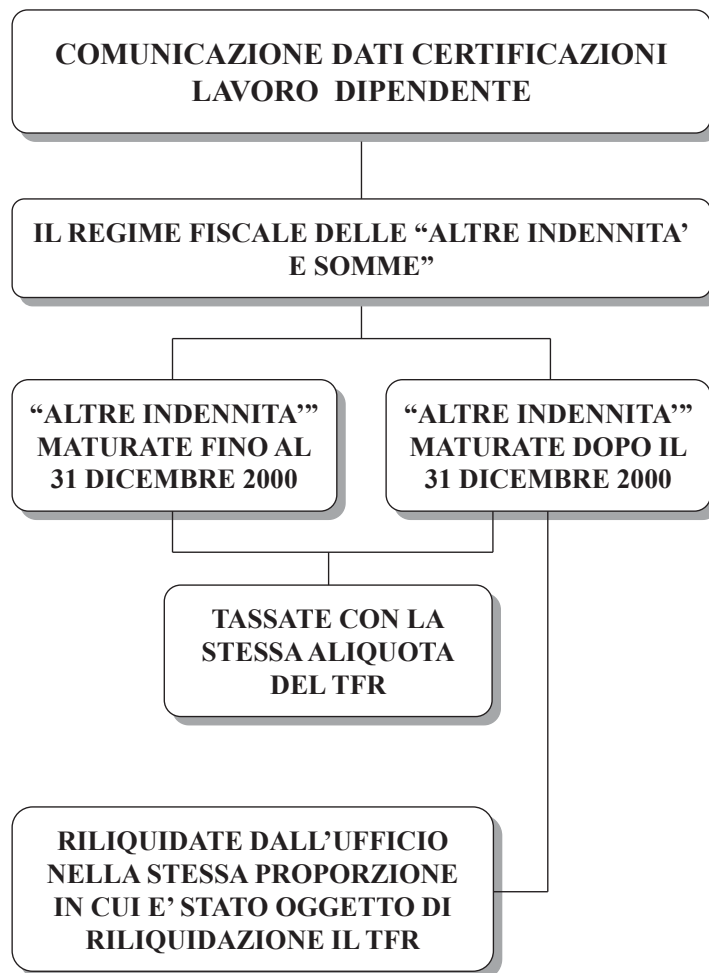 COMUNICAZIONE DATI CERTIFICAZIONI
LAVORO DIPENDENTE
IL REGIME FISCALE DELLE “ALTRE INDENNITA’
E SOMME”
“ALTRE INDENNITA’”
MATURATE FINO AL
31 DICEMBRE 2000
“ALTRE INDENNITA’”
MATURATE DOPO IL
31 DICEMBRE 2000
TASSATE CON LA
STESSA ALIQUOTA
DEL TFR
RILIQUIDATE DALL’UFFICIO
NELLA STESSA PROPORZIONE
IN CUI E’ STATO OGGETTO DI
RILIQUIDAZIONE IL TFR